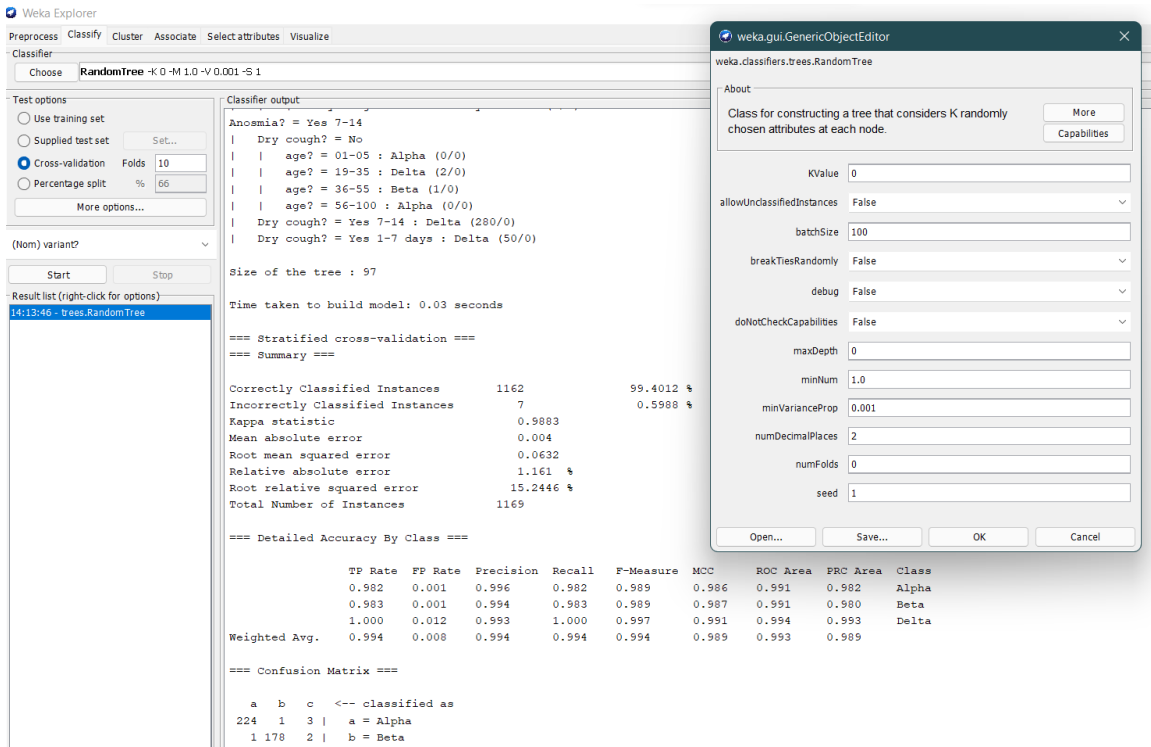 Weka Explorer
Preprocess Classify Cluster Associate Select attributes Visualize
Classifier
Choose RandomTree -K 0 -M 1.0 -V 0.001 -S 1
Test options
Use training set
Supplied test set Set...
Cross-validation Folds 10
Percentage split % 66
More options...
(Nom) variant?
Start Stop
Result list (right-click for options)
14:13:46 - trees.RandomTree
Classifier output
Anosmia? = Yes 7-14
| Dry cough? = No
| | age? = 01-05 : Alpha (0/0)
| | age? = 19-35 : Delta (2/0)
| | age? = 36-55 : Beta (1/0)
| | age? = 56-100 : Alpha (0/0)
| Dry cough? = Yes 7-14 : Delta (280/0)
| Dry cough? = Yes 1-7 days : Delta (50/0)
Size of the tree : 97
Time taken to build model: 0.03 seconds
=== Stratified cross-validation ===
=== Summary ===
Correctly Classified Instances 1162 99.4012 %
Incorrectly Classified Instances 7 0.5988 %
Kappa statistic 0.9883
Mean absolute error 0.004
Root mean squared error 0.0632
Relative absolute error 1.161 %
Root relative squared error 15.2446 %
Total Number of Instances 1169
=== Detailed Accuracy By Class ===
TP Rate FP Rate Precision Recall F-Measure MCC ROC Area PRC Area Class
0.982 0.001 0.996 0.982 0.989 0.986 0.991 0.982 Alpha
0.983 0.001 0.994 0.983 0.989 0.987 0.991 0.980 Beta
1.000 0.012 0.993 1.000 0.997 0.991 0.994 0.993 Delta
Weighted Avg. 0.994 0.008 0.994 0.994 0.994 0.989 0.993 0.989
=== Confusion Matrix ===
a b c <-- classified as
224 1 3 | a = Alpha
1 178 2 | b = Beta
weka.gui.GenericObjectEditor
weka.classifiers.trees.RandomTree
About
Class for constructing a tree that considers K randomly
chosen attributes at each node.
More
Capabilities
KValue 0
allowUnclassifiedInstances False
batchSize 100
breakTiesRandomly False
debug False
doNotCheckCapabilities False
maxDepth 0
minNum 1.0
minVarianceProp 0.001
numDecimalPlaces 2
numFolds 0
seed 1
Open... Save... OK Cancel